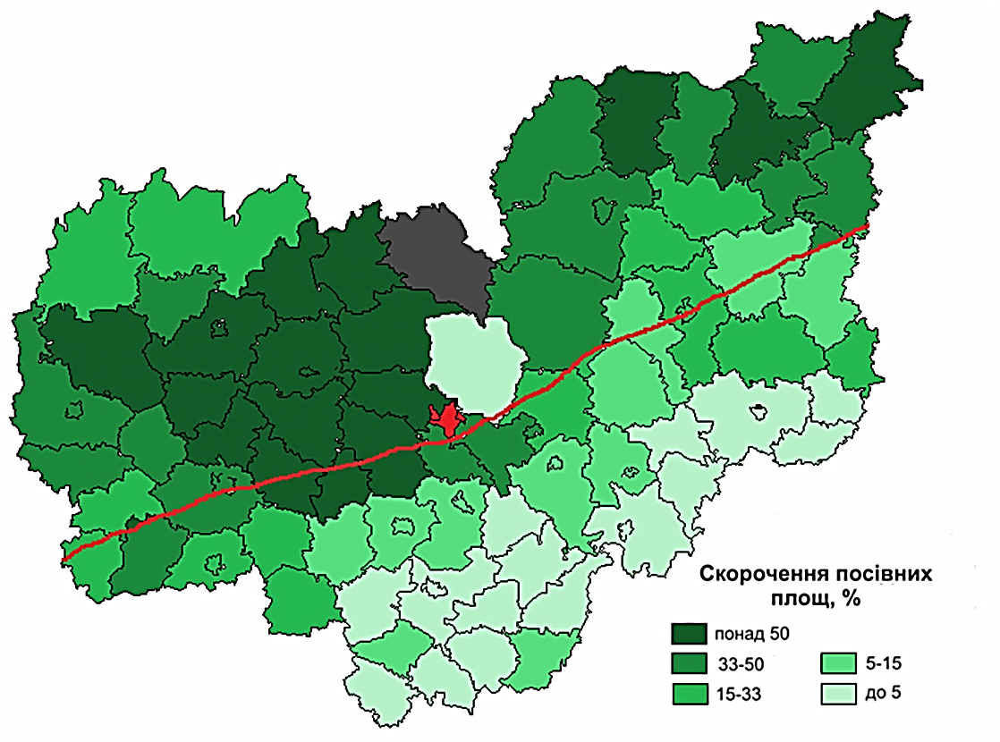 Скорочення посівних
площ, %
понад 50
33-50
5-15
15-33
до 5